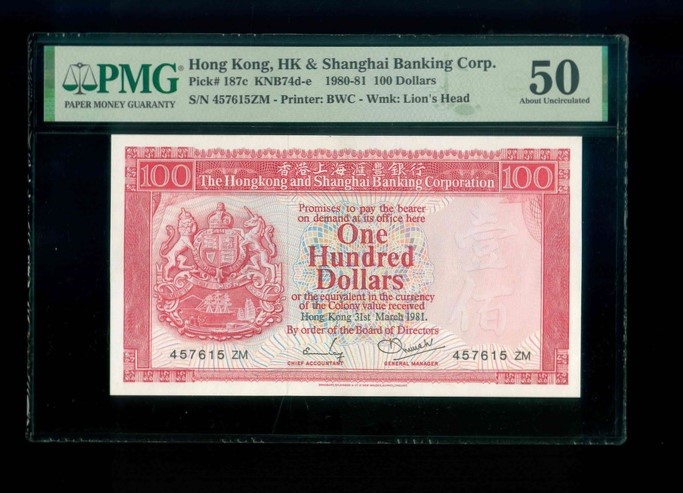 PMG
PAPER MONEY GUARANTY
Hong Kong, HK & Shanghai Banking Corp.
Pick# 187c KNB74d-e 1980-81 100 Dollars
S/N 457615ZM - Printer: BWC - Wmk: Lion's Head
50
About Uncirculated
香港上海滙豐銀行
100 The Hongkong and Shanghai Banking Corporation 100
Promises to pay the bearer
on demand at its office here
One
Hundred
Dollars
or the equivalent in the currency
of the Colony value received
Hong Kong 31st March 1981.
By order of the Board of Directors
壹佰
457615 ZM
457615 ZM
CHIEF ACCOUNTANT
GENERAL MANAGER